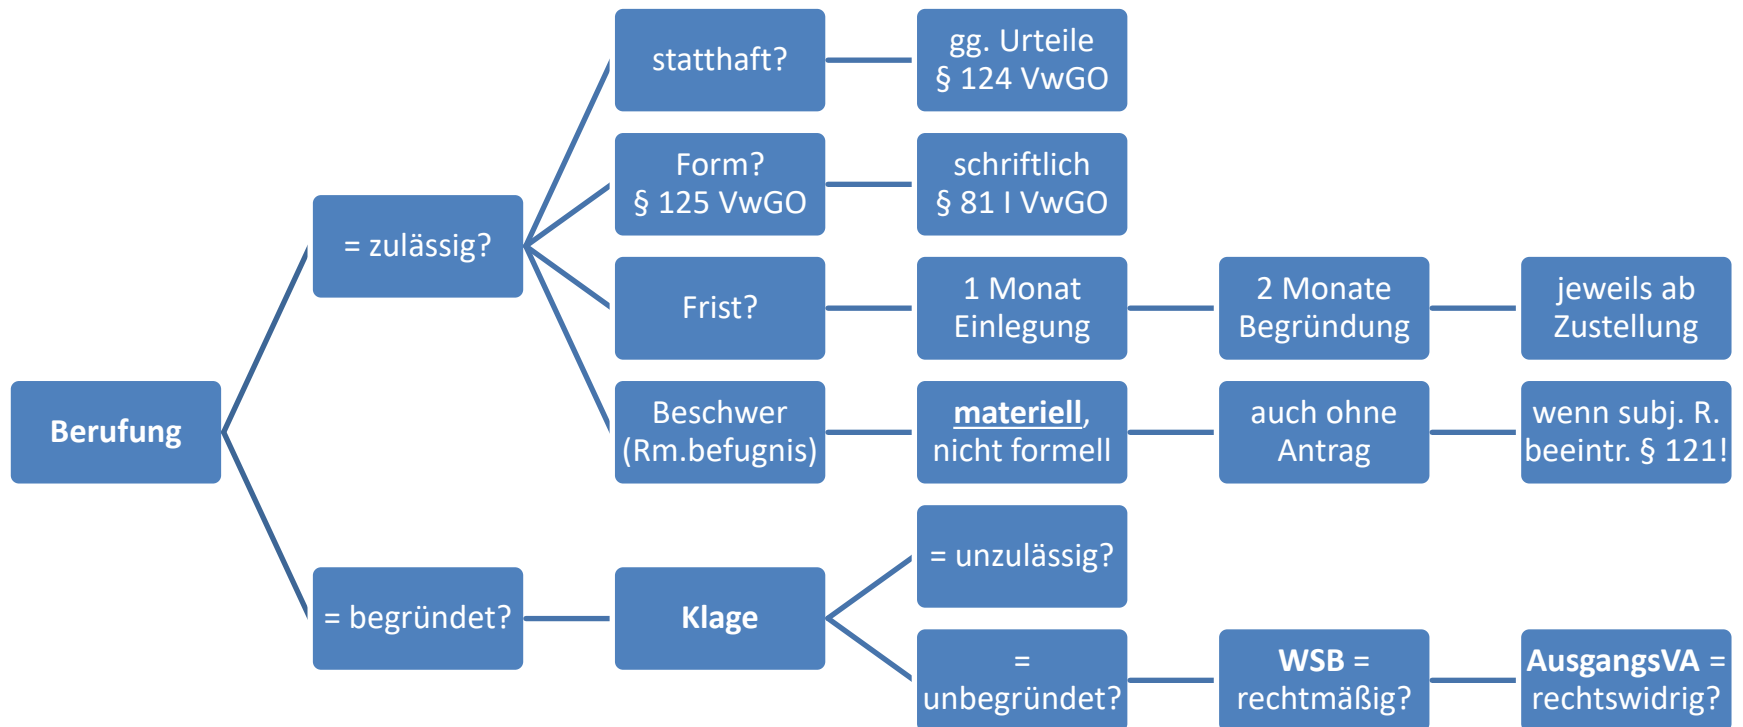 statthaft?
gg. Urteile
§ 124 VwGO
Form?
§ 125 VwGO
schriftlich
§ 81 I VwGO
= zulässig?
Frist?
1 Monat
Einlegung
2 Monate
Begründung
jeweils ab
Zustellung
Berufung
Beschwer
(Rm.befugnis)
materiell,
nicht formell
auch ohne
Antrag
wenn subj. R.
beeintr. § 121!
= begründet?
Klage
= unzulässig?
=
unbegründet?
WSB =
rechtmäßig?
AusgangsVA =
rechtswidrig?